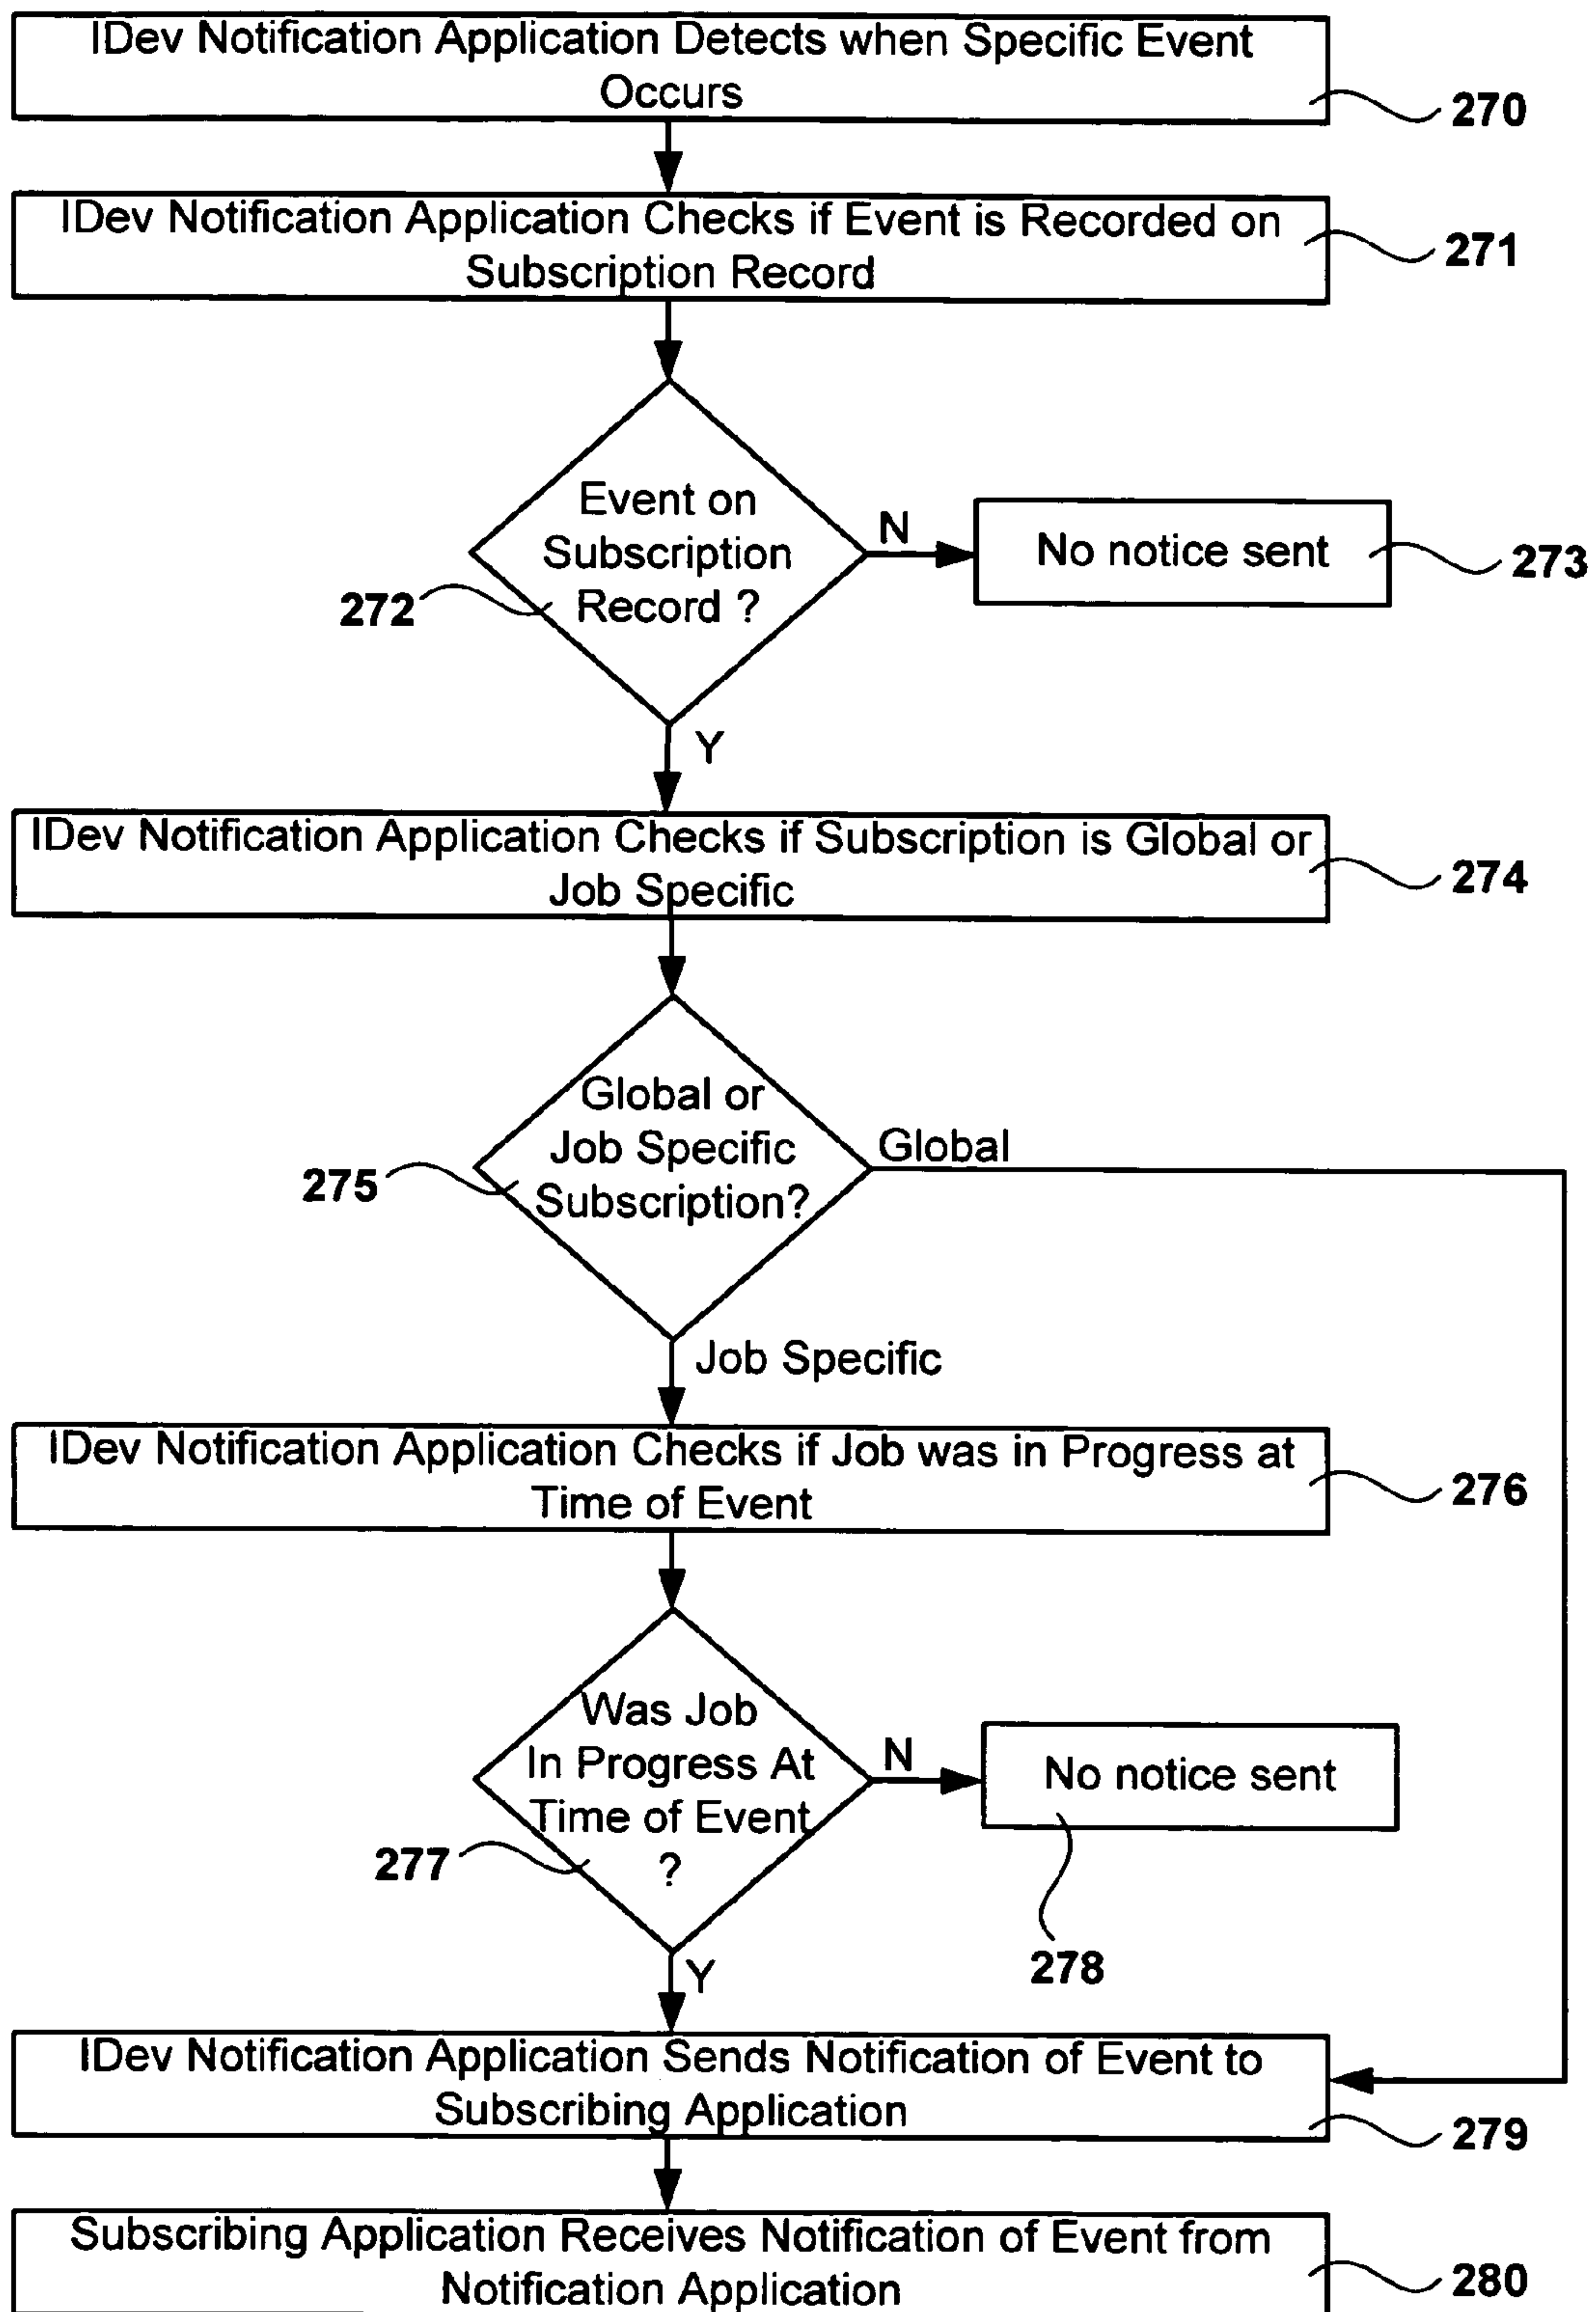 IDev Notification Application Detects when Specific Event
Occurs
270
IDev Notification Application Checks if Event is Recorded on
Subscription Record
271
Event on
Subscription
Record ?
272
N
No notice sent
273
Y
IDev Notification Application Checks if Subscription is Global or
Job Specific
274
Global or
Job Specific
Subscription?
275
Global
Job Specific
IDev Notification Application Checks if Job was in Progress at
Time of Event
276
Was Job
In Progress At
Time of Event
?
277
N
No notice sent
278
Y
IDev Notification Application Sends Notification of Event to
Subscribing Application
279
Subscribing Application Receives Notification of Event from
Notification Application
280